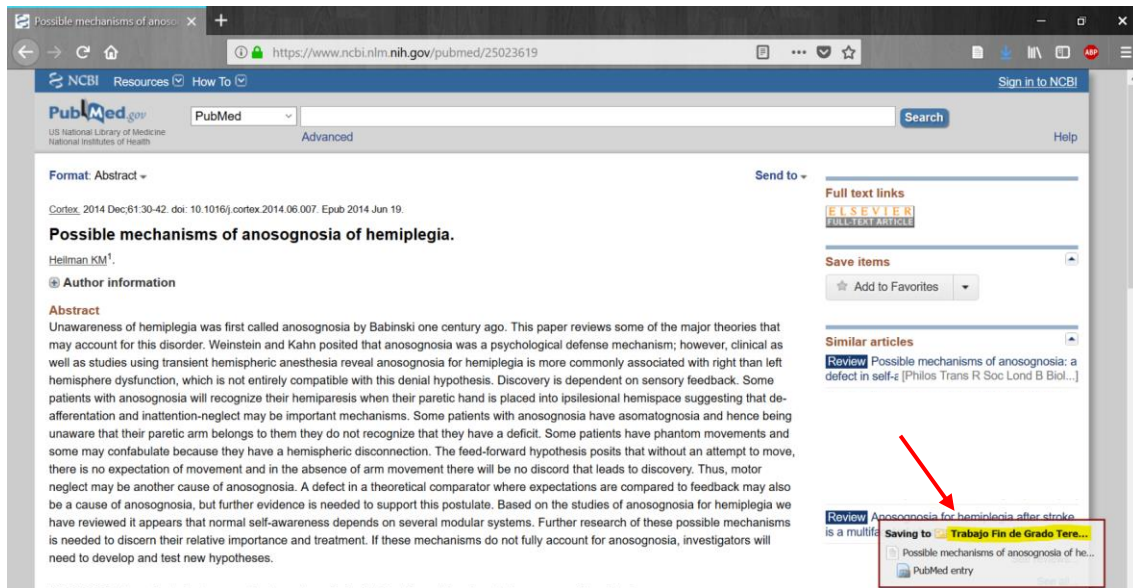 Possible mechanisms of anoso
https://www.ncbi.nlm.nih.gov/pubmed/25023619
ABP
NCBI Resources How To
Sign in to NCBI
PubMed.gov
US National Library of Medicine
National Institutes of Health
PubMed
Search
Advanced
Help
Format: Abstract
Send to
Cortex. 2014 Dec;61:30-42. doi: 10.1016/j.cortex.2014.06.007. Epub 2014 Jun 19.
Possible mechanisms of anosognosia of hemiplegia.
Heilman KM1.
Author information
Abstract
Unawareness of hemiplegia was first called anosognosia by Babinski one century ago. This paper reviews some of the major theories that
may account for this disorder. Weinstein and Kahn posited that anosognosia was a psychological defense mechanism; however, clinical as
well as studies using transient hemispheric anesthesia reveal anosognosia for hemiplegia is more commonly associated with right than left
hemisphere dysfunction, which is not entirely compatible with this denial hypothesis. Discovery is dependent on sensory feedback. Some
patients with anosognosia will recognize their hemiparesis when their paretic hand is placed into ipsilesional hemispace suggesting that de-
afferentation and inattention-neglect may be important mechanisms. Some patients with anosognosia have asomatognosia and hence being
unaware that their paretic arm belongs to them they do not recognize that they have a deficit. Some patients have phantom movements and
some may confabulate because they have a hemispheric disconnection. The feed-forward hypothesis posits that without an attempt to move,
there is no expectation of movement and in the absence of arm movement there will be no discord that leads to discovery. Thus, motor
neglect may be another cause of anosognosia. A defect in a theoretical comparator where expectations are compared to feedback may also
be a cause of anosognosia, but further evidence is needed to support this postulate. Based on the studies of anosognosia for hemiplegia we
have reviewed it appears that normal self-awareness depends on several modular systems. Further research of these possible mechanisms
is needed to discern their relative importance and treatment. If these mechanisms do not fully account for anosognosia, investigators will
need to develop and test new hypotheses.
Full text links
ELSEVIER
FULL-TEXT ARTICLE
Save items
Add to Favorites
Similar articles
Review Possible mechanisms of anosognosia: a
defect in self-a [Philos Trans R Soc Lond B Biol...]
Review Anosognosia for hemiplegia after stroke
is a multifa
Saving to Trabajo Fin de Grado Tere...
Possible mechanisms of anosognosia of he...
PubMed entry